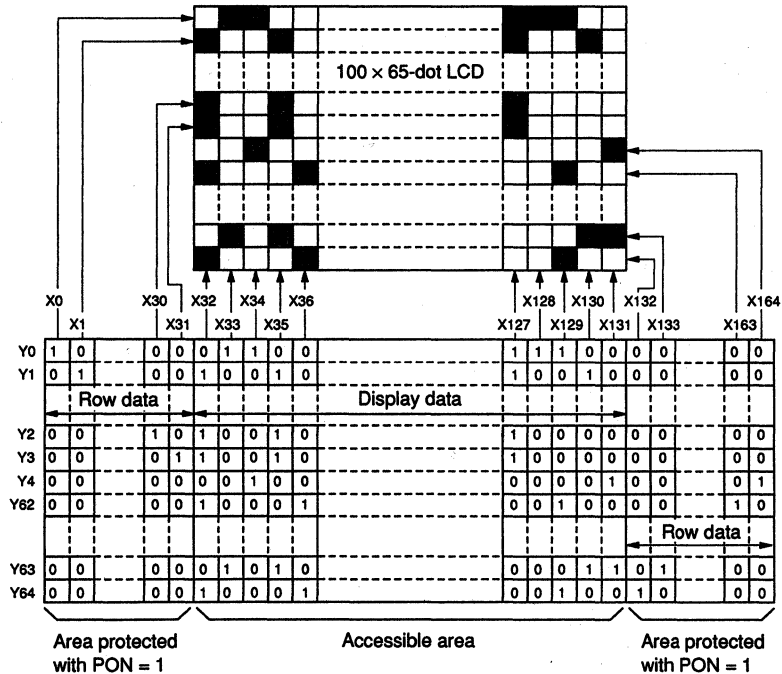 100 × 65-dot LCD
X0 X30 X32 X34 X36 X128 X130 X132 X164
X1 X31 X33 X35 X127 X129 X131 X133 X163
Y0 1 0 0 0 0 1 1 0 0 1 1 1 0 0 0 0 0 0
Y1 0 1 0 0 1 0 0 1 0 1 0 0 1 0 0 0 0 0
Row data Display data
Y2 0 0 1 0 1 0 0 1 0 1 0 0 0 0 0 0 0 0
Y3 0 0 0 1 1 0 0 1 0 1 0 0 0 0 0 0 0 0
Y4 0 0 0 0 0 0 1 0 0 0 0 0 0 1 0 0 0 1
Y62 0 0 0 0 1 0 0 0 1 0 0 1 0 0 0 0 1 0
Row data
Y63 0 0 0 0 0 1 0 1 0 0 0 0 1 1 0 1 0 0
Y64 0 0 0 0 1 0 0 0 1 0 0 1 0 0 1 0 0 0
Area protected
with PON = 1
Accessible area
Area protected
with PON = 1